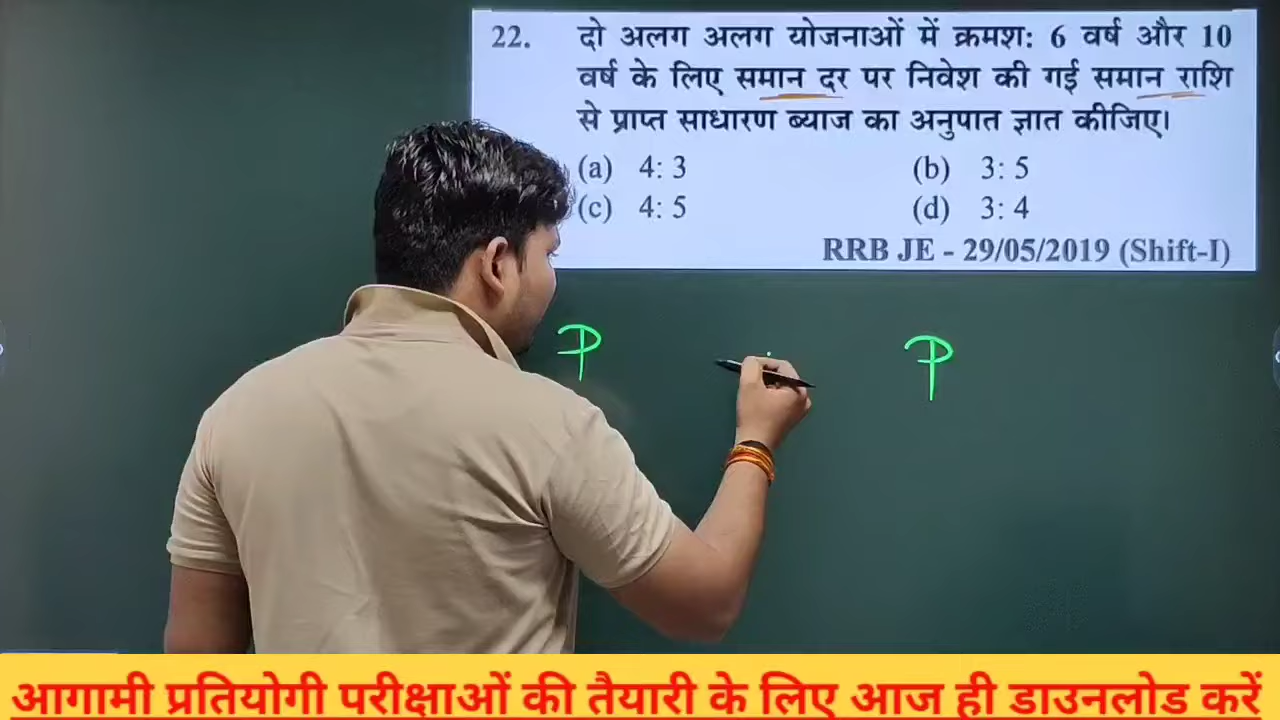 22. दो अलग अलग योजनाओं में क्रमश: 6 वर्ष और 10
वर्ष के लिए समान दर पर निवेश की गई समान राशि
से प्राप्त साधारण ब्याज का अनुपात ज्ञात कीजिए।
(a) 4: 3 (b) 3: 5
(c) 4: 5 (d) 3: 4
RRB JE - 29/05/2019 (Shift-I)
P P
आगामी प्रतियोगी परीक्षाओं की तैयारी के लिए आज ही डाउनलोड करें